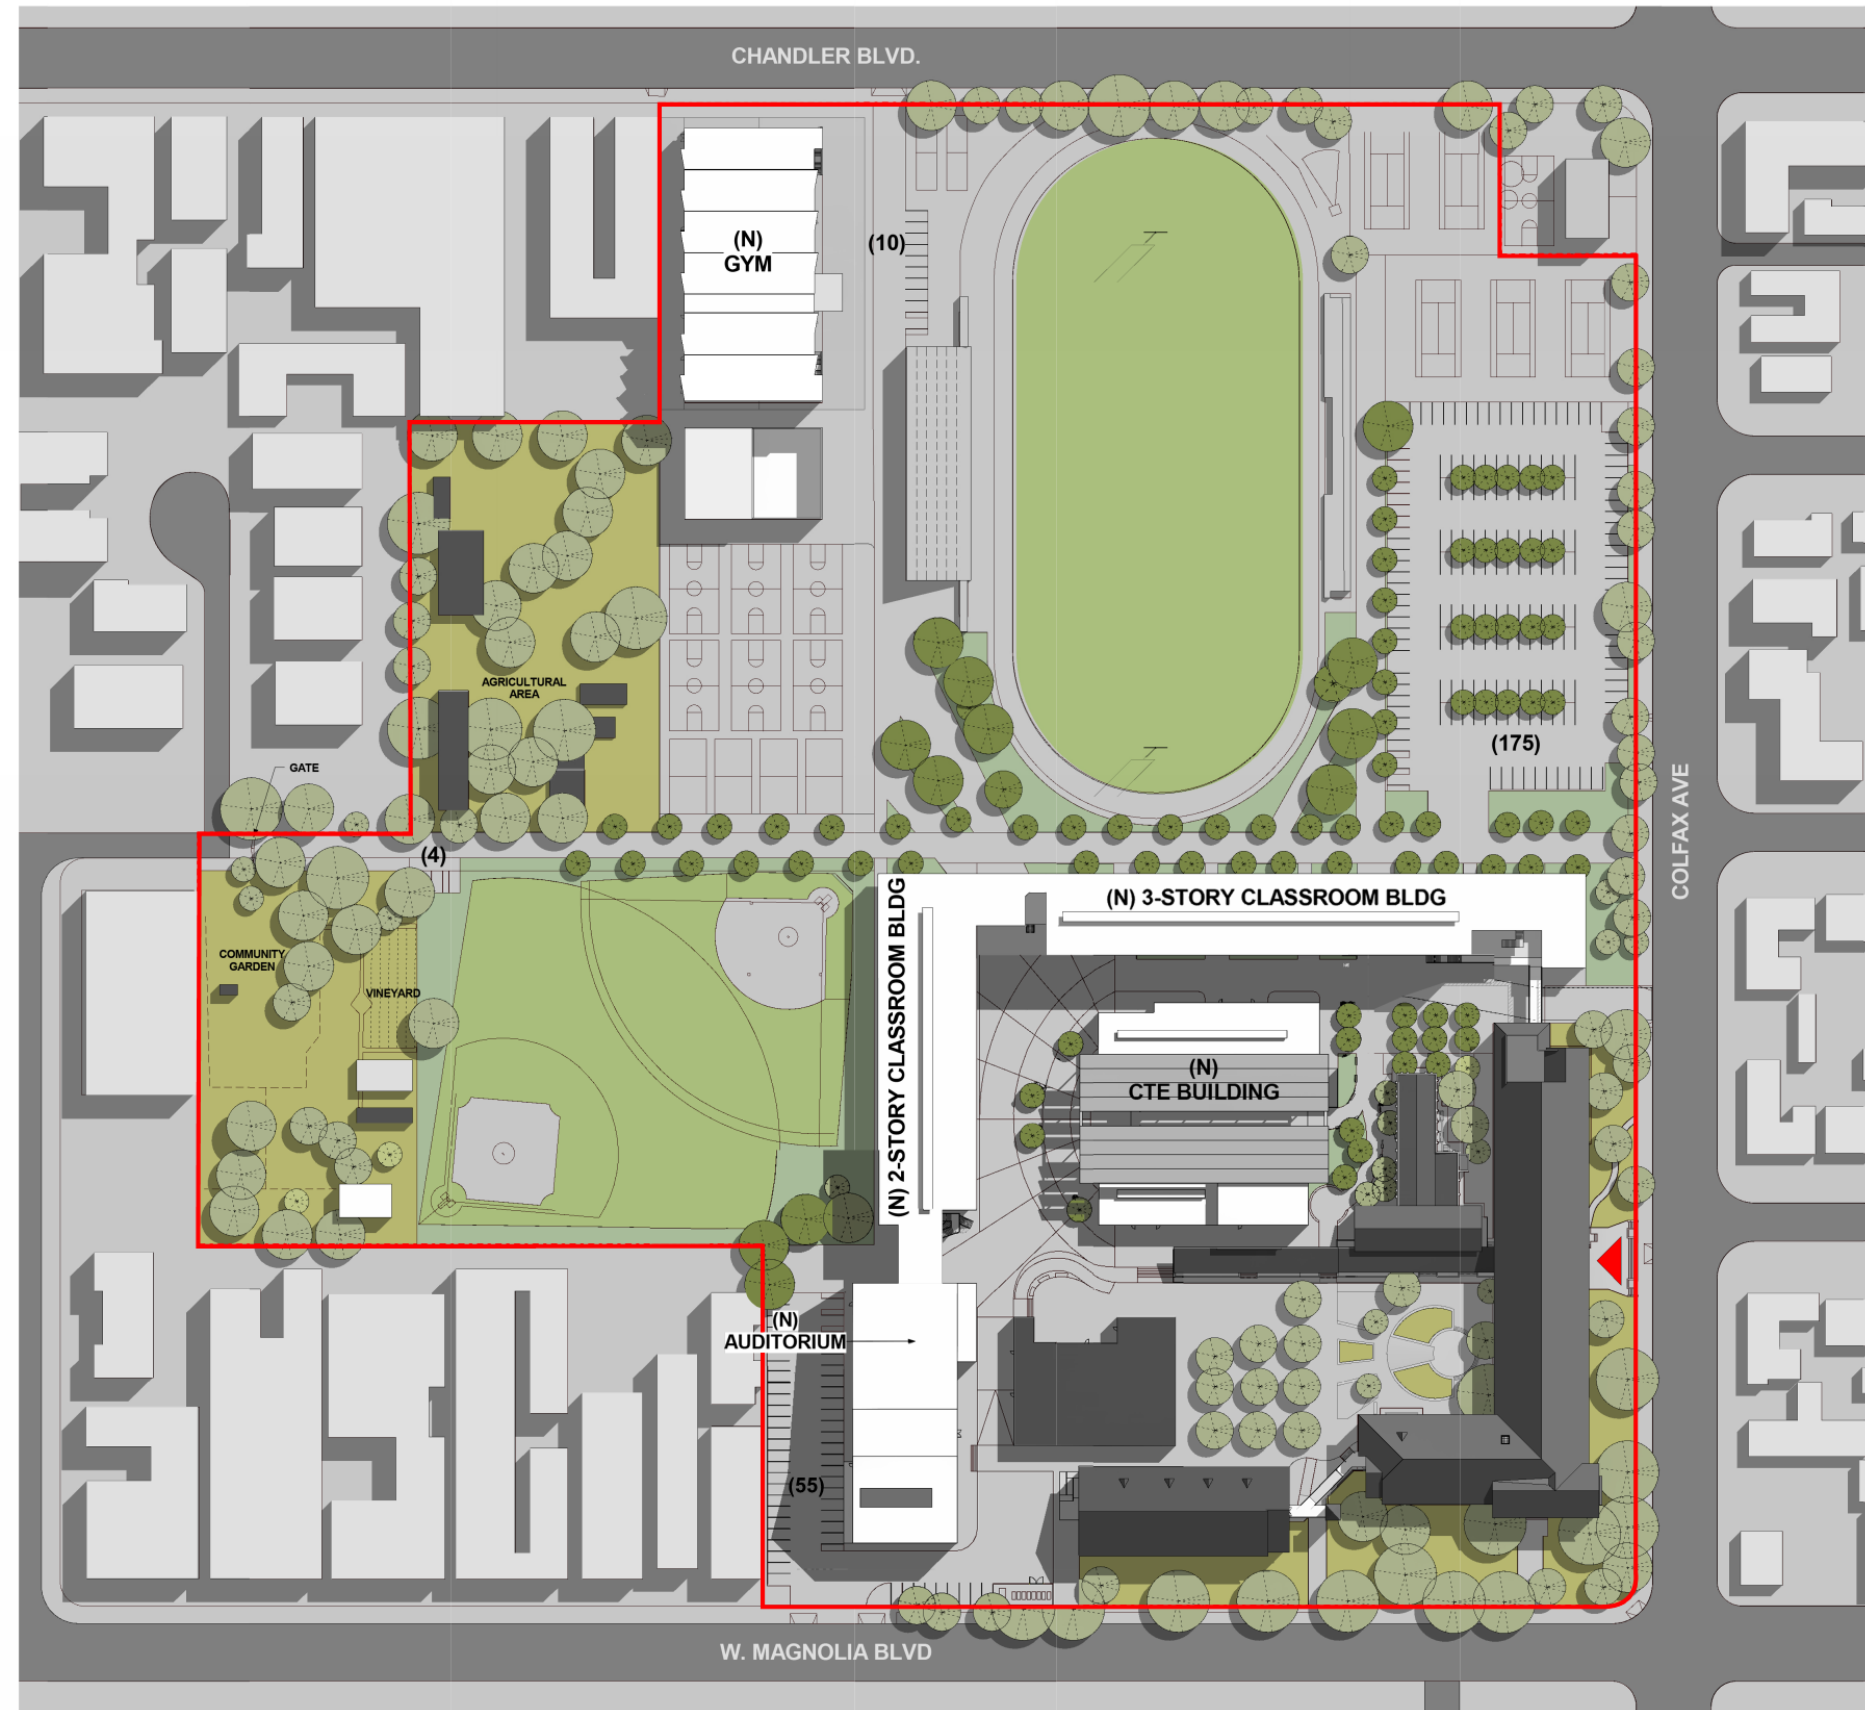 CHANDLER BLVD.
(N)
GYM
(10)
AGRICULTURAL
AREA
(175)
GATE
COLFAX AVE
(4)
(N) 2-STORY CLASSROOM BLDG
(N) 3-STORY CLASSROOM BLDG
COMMUNITY
GARDEN
VINEYARD
(N)
CTE BUILDING
(N)
AUDITORIUM
(55)
W. MAGNOLIA BLVD